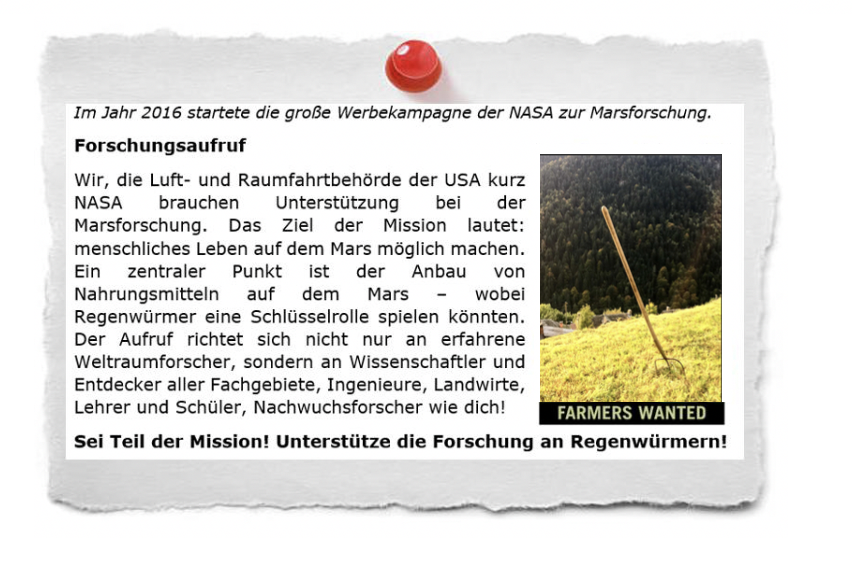 Im Jahr 2016 startete die große Werbekampagne der NASA zur Marsforschung.
Forschungsaufruf
Wir, die Luft- und Raumfahrtbehörde der USA kurz
NASA brauchen Unterstützung bei der
Marsforschung. Das Ziel der Mission lautet:
menschliches Leben auf dem Mars möglich machen.
Ein zentraler Punkt ist der Anbau von
Nahrungsmitteln auf dem Mars – wobei
Regenwürmer eine Schlüsselrolle spielen könnten.
Der Aufruf richtet sich nicht nur an erfahrene
Weltraumforscher, sondern an Wissenschaftler und
Entdecker aller Fachgebiete, Ingenieure, Landwirte,
Lehrer und Schüler, Nachwuchsforscher wie dich!
FARMERS WANTED
Sei Teil der Mission! Unterstütze die Forschung an Regenwürmern!